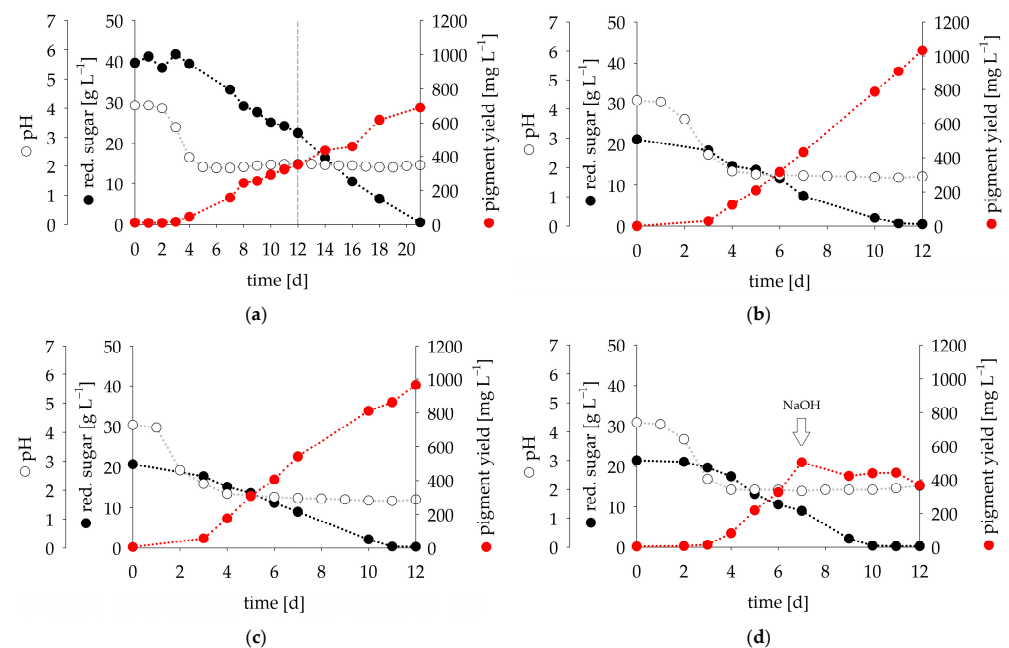 (a)
7 6 5 4 3 2 1 0
pH
50 40 30 20 10 0
red. sugar [g L⁻¹]
1200 1000 800 600 400 200 0
pigment yield [mg L⁻¹]
0 2 4 6 8 10 12 14 16 18 20
time [d]
(b)
7 6 5 4 3 2 1 0
pH
50 40 30 20 10 0
red. sugar [g L⁻¹]
1200 1000 800 600 400 200 0
pigment yield [mg L⁻¹]
0 2 4 6 8 10 12
time [d]
(c)
7 6 5 4 3 2 1 0
pH
50 40 30 20 10 0
red. sugar [g L⁻¹]
1200 1000 800 600 400 200 0
pigment yield [mg L⁻¹]
0 2 4 6 8 10 12
time [d]
(d)
7 6 5 4 3 2 1 0
pH
50 40 30 20 10 0
red. sugar [g L⁻¹]
NaOH
1200 1000 800 600 400 200 0
pigment yield [mg L⁻¹]
0 2 4 6 8 10 12
time [d]